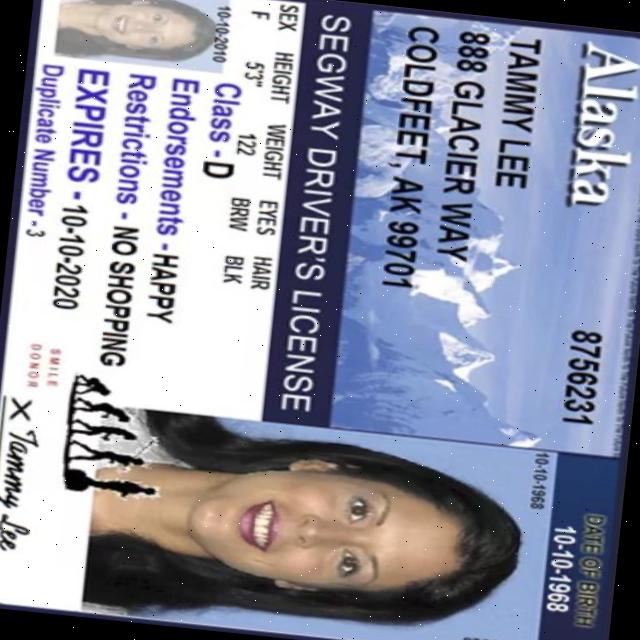 Alaska
8756231
DATE OF BIRTH
10-10-1968
TAMMY LEE
888 GLACIER WAY
COLDFEET, AK 99701
10-10-1968
SEGWAY DRIVER'S LICENSE
SEX HEIGHT WEIGHT EYES HAIR
F 5'3" 122 BRW BLK
10-10-2010
Class - D
Endorsements - HAPPY
Restrictions - NO SHOPPING
EXPIRES - 10-10-2020
Duplicate Number - 3
SMILE
DONOR
X Tammy Lee